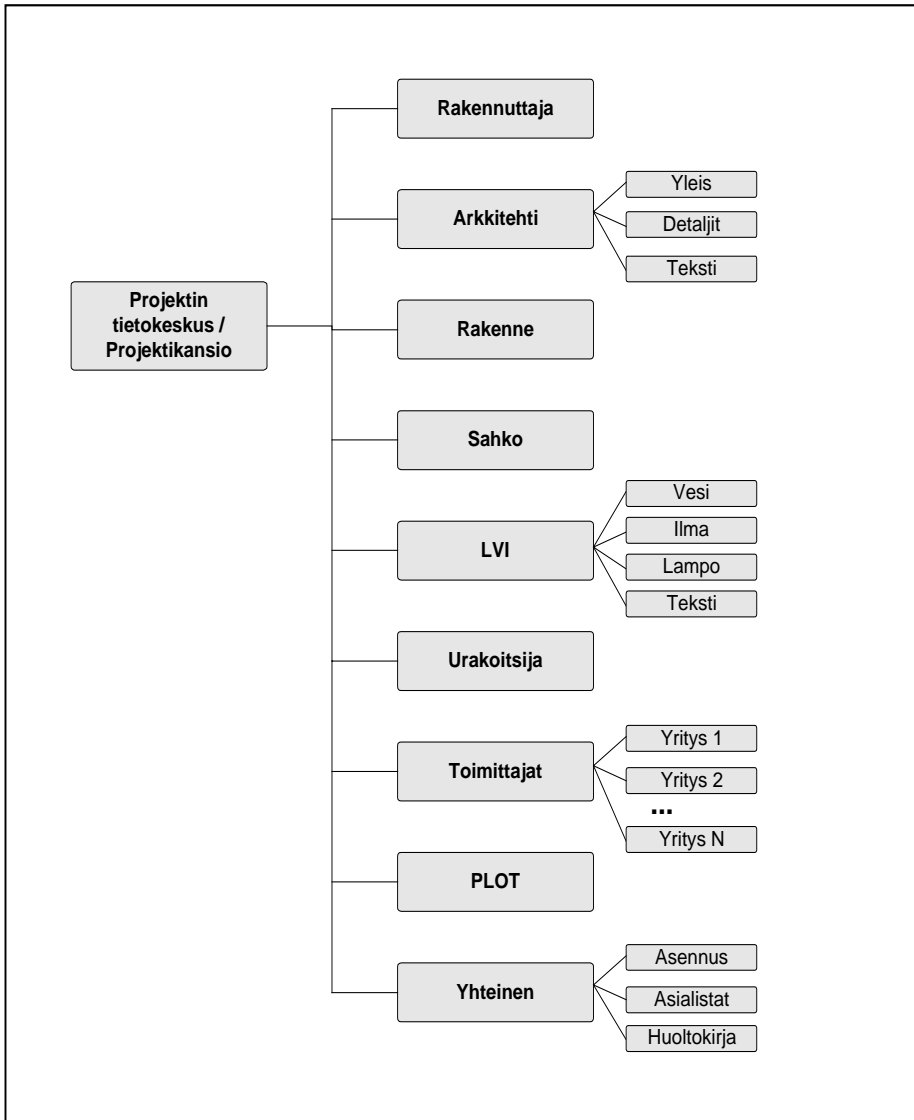 Rakennuttaja
Arkkitehti
Yleis
Detaljit
Teksti
Projektin
tietokeskus /
Projektikansio
Rakenne
Sahko
LVI
Vesi
Ilma
Lampo
Teksti
Urakoitsija
Toimittajat
Yritys 1
Yritys 2
...
Yritys N
PLOT
Yhteinen
Asennus
Asialistat
Huoltokirja